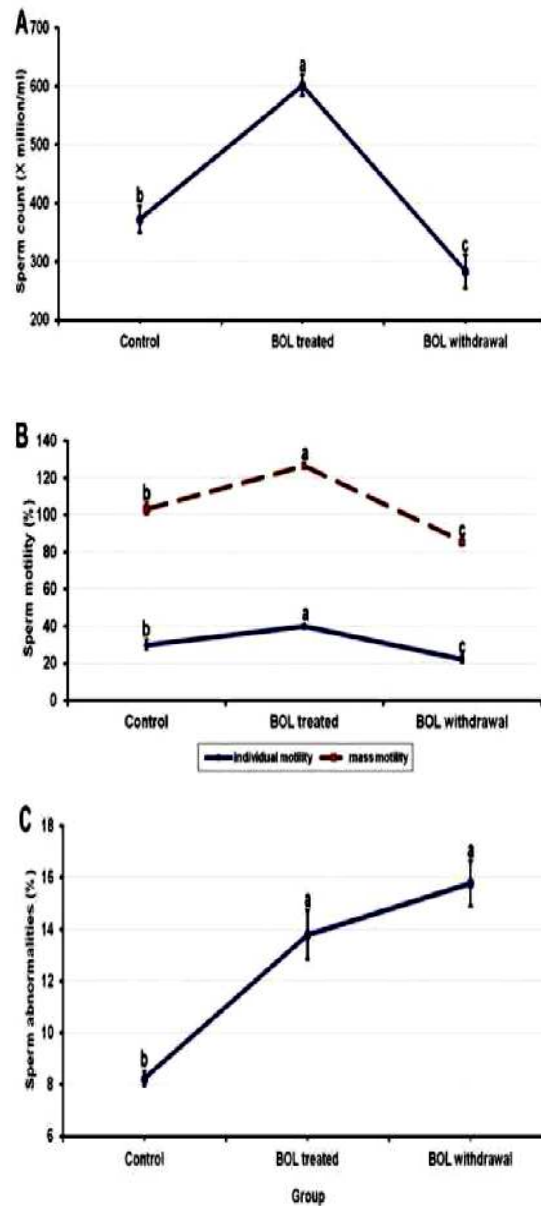 A
700
600
500
400
300
200
Sperm count (X million/ml)
b
a
c
Control BOL treated BOL withdrawal
B
140
120
100
80
60
40
20
0
Sperm motility (%)
b
a
c
b
a
c
Control BOL treated BOL withdrawal
individual motility mass motility
C
18
16
14
12
10
8
6
Sperm abnormalities (%)
b
a
a
Control BOL treated BOL withdrawal
Group